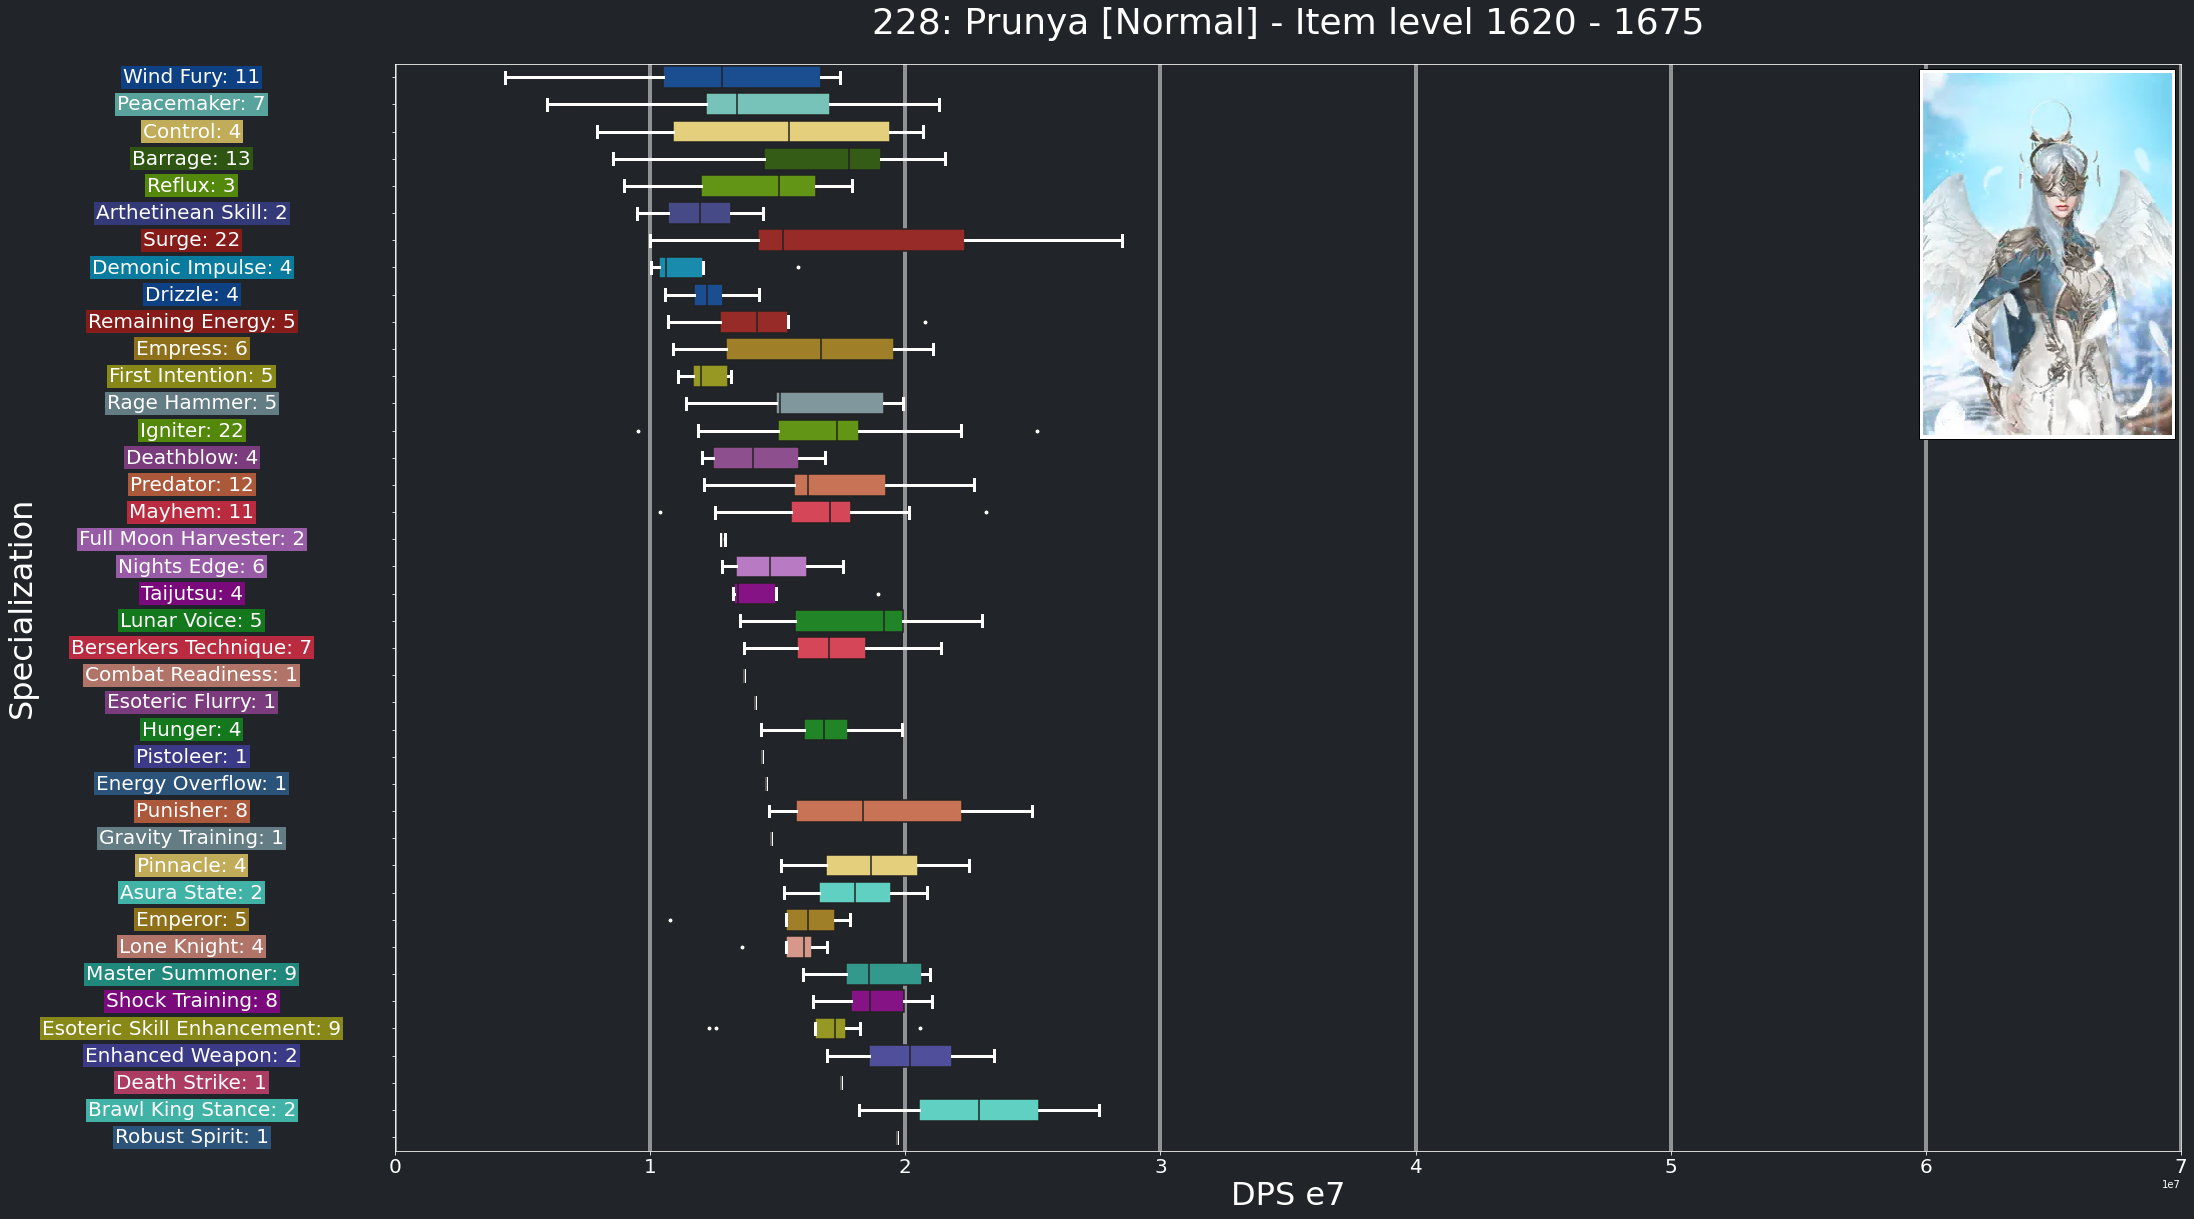 228: Prunya [Normal] - Item level 1620 - 1675
Specialization
Wind Fury: 11
Peacemaker: 7
Control: 4
Barrage: 13
Reflux: 3
Arthetinean Skill: 2
Surge: 22
Demonic Impulse: 4
Drizzle: 4
Remaining Energy: 5
Empress: 6
First Intention: 5
Rage Hammer: 5
Igniter: 22
Deathblow: 4
Predator: 12
Mayhem: 11
Full Moon Harvester: 2
Nights Edge: 6
Taijutsu: 4
Lunar Voice: 5
Berserkers Technique: 7
Combat Readiness: 1
Esoteric Flurry: 1
Hunger: 4
Pistoleer: 1
Energy Overflow: 1
Punisher: 8
Gravity Training: 1
Pinnacle: 4
Asura State: 2
Emperor: 5
Lone Knight: 4
Master Summoner: 9
Shock Training: 8
Esoteric Skill Enhancement: 9
Enhanced Weapon: 2
Death Strike: 1
Brawl King Stance: 2
Robust Spirit: 1
0 1 2 3 4 5 6 7
1e7
DPS e7